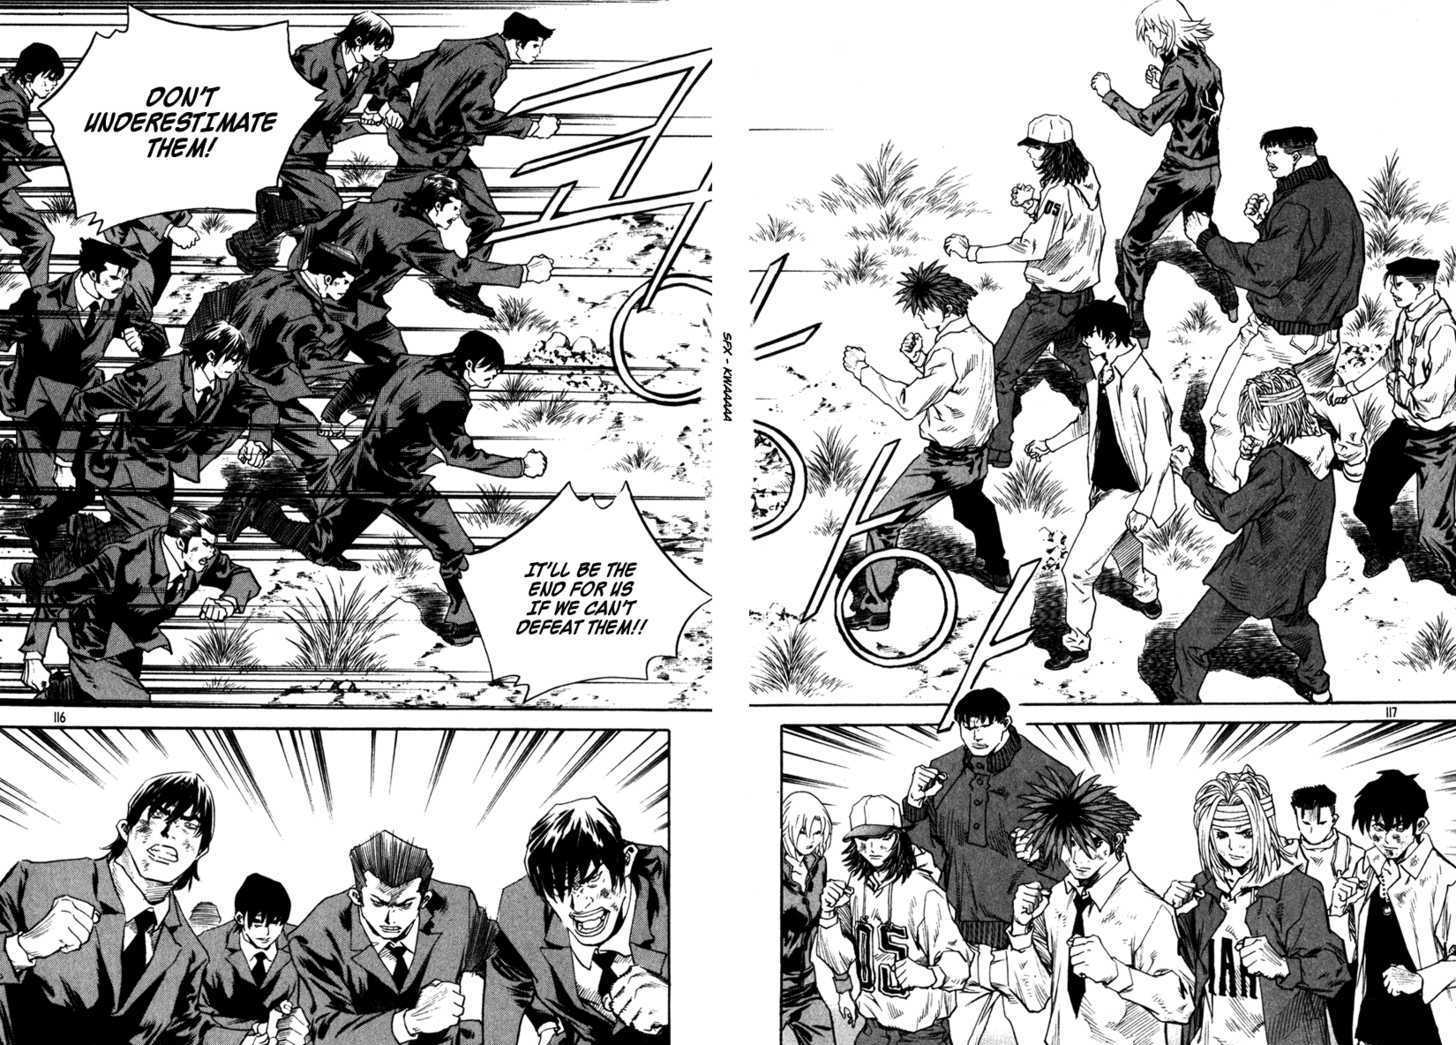 DON'T
UNDERESTIMATE
THEM!
IT'LL BE THE
END FOR US
IF WE CAN'T
DEFEAT THEM!!
SFX - KWAAAAA
05
116
117
05